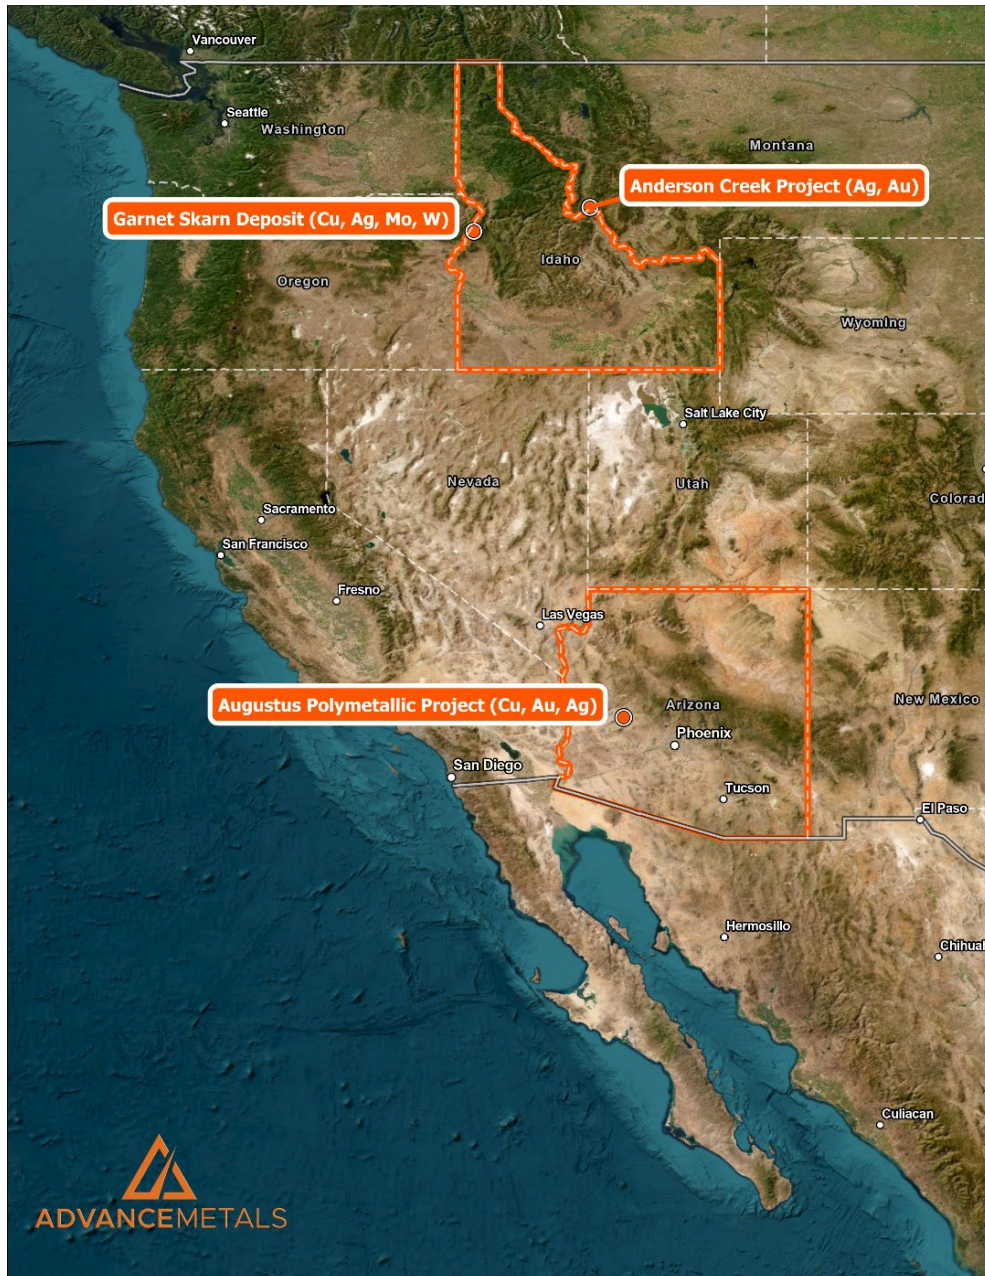 Vancouver
Seattle
Washington
Montana
Anderson Creek Project (Ag, Au)
Garnet Skarn Deposit (Cu, Ag, Mo, W)
Idaho
Oregon
Wyoming
Salt Lake City
Nevada
Utah
Colorad
Sacramento
San Francisco
Fresno
Las Vegas
Augustus Polymetallic Project (Cu, Au, Ag)
Arizona
New Mexico
Phoenix
San Diego
Tucson
El Paso
Hermosillo
Chihual
Culiacan
ADVANCEMETALS